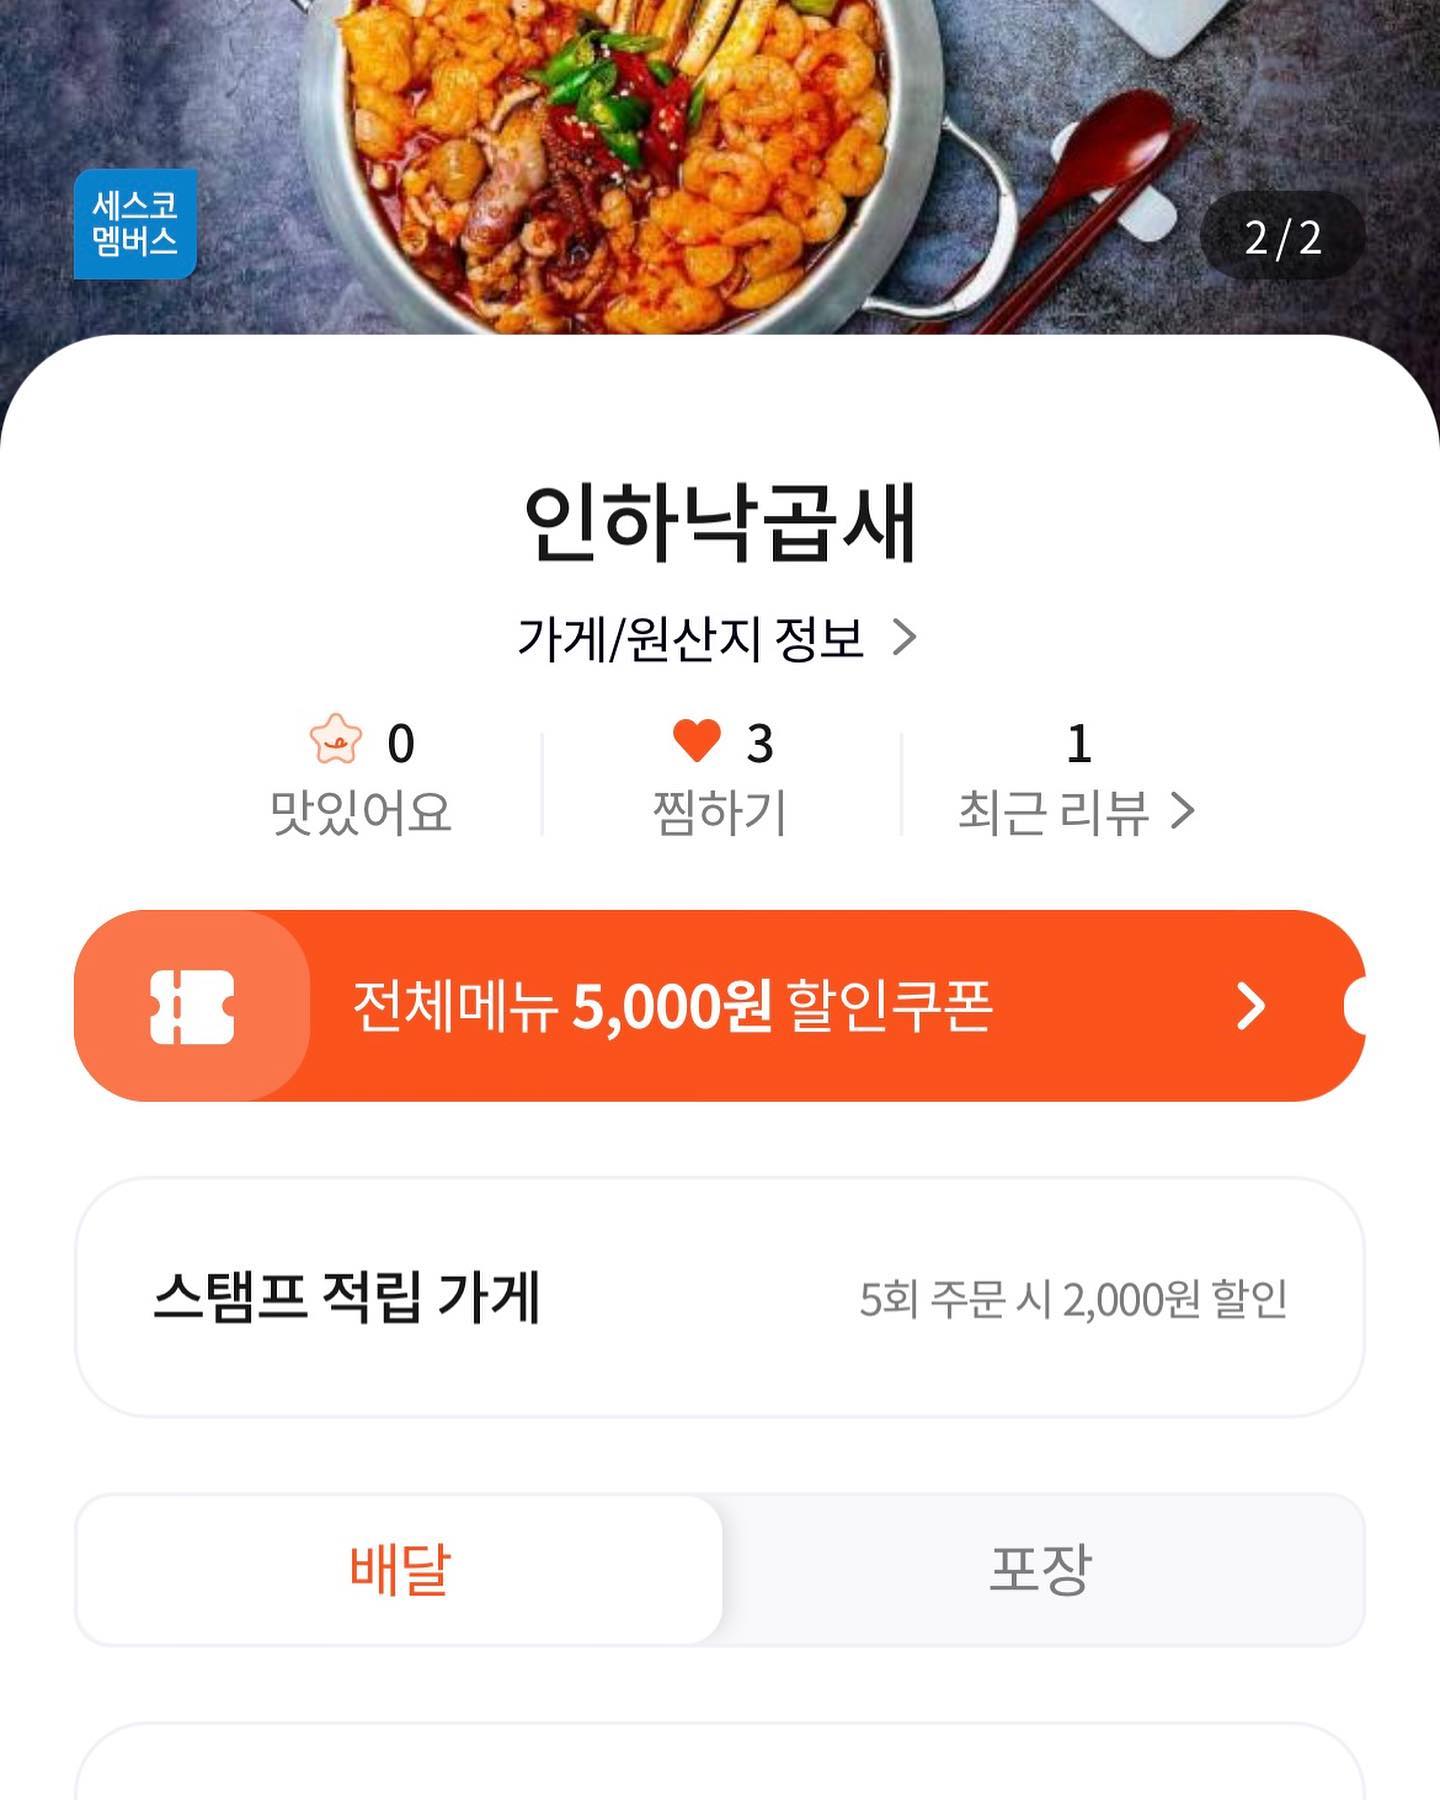 세스코
멤버스
2 / 2
인하낙곱새
가게/원산지 정보 >
0
맛있어요
3
찜하기
1
최근 리뷰 >
전체메뉴 5,000원 할인쿠폰 >
스탬프 적립 가게
5회 주문 시 2,000원 할인
배달
포장